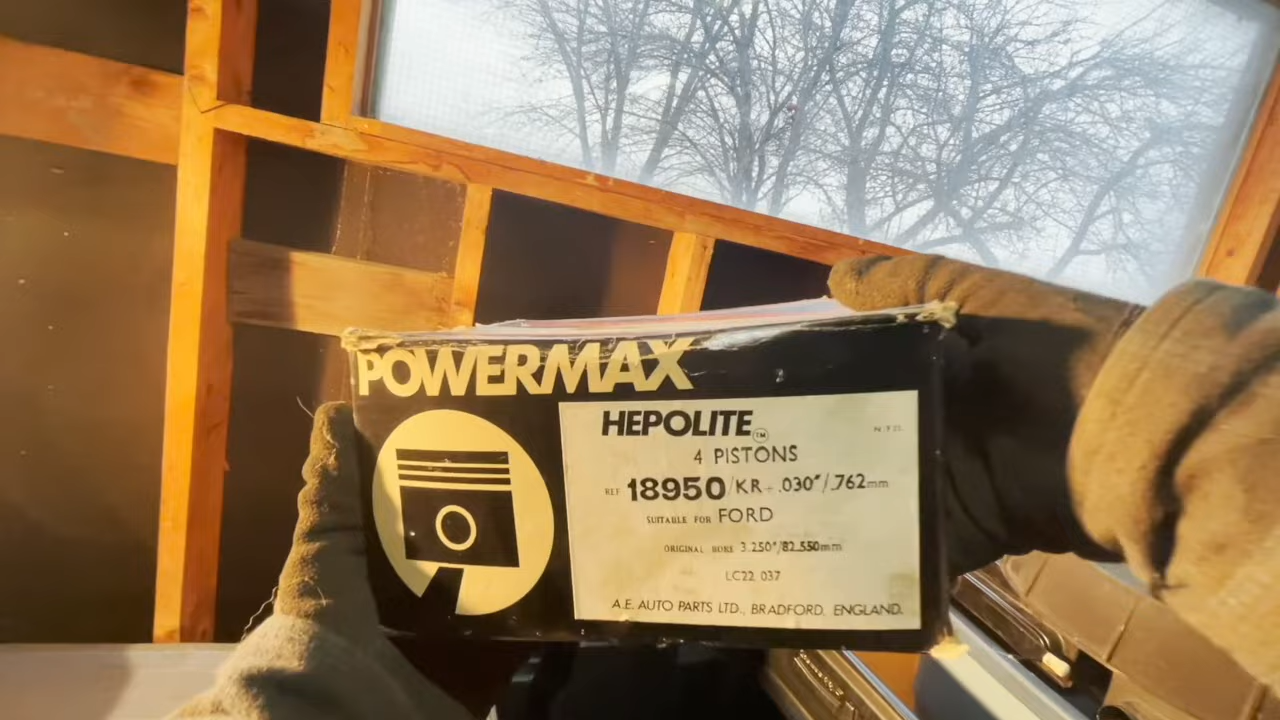 POWERMAX
HEPOLITE™
4 PISTONS
REF 18950/KR + .030"/.762mm
SUITABLE FOR FORD
ORIGINAL BORE 3.250"/82.550mm
LC22 037
A.E. AUTO PARTS LTD., BRADFORD, ENGLAND.